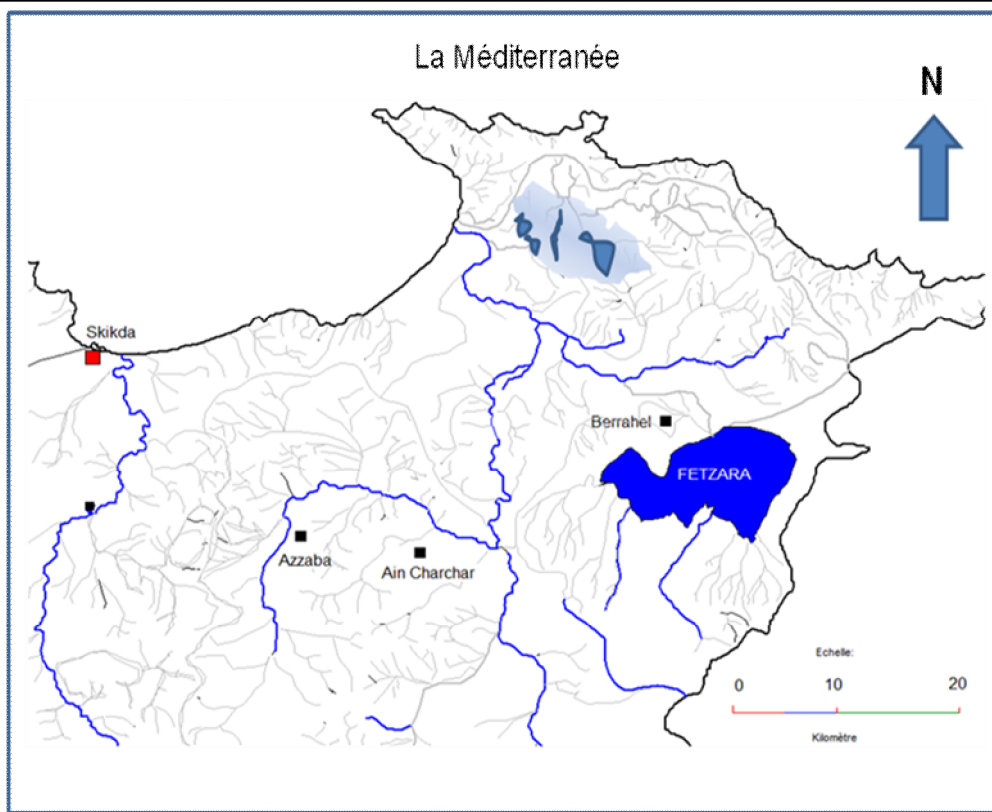 La Méditerranée
N
Skikda
Berrahel
FETZARA
Azzaba
Ain Charchar
Echelle:
0 10 20
Kilomètre